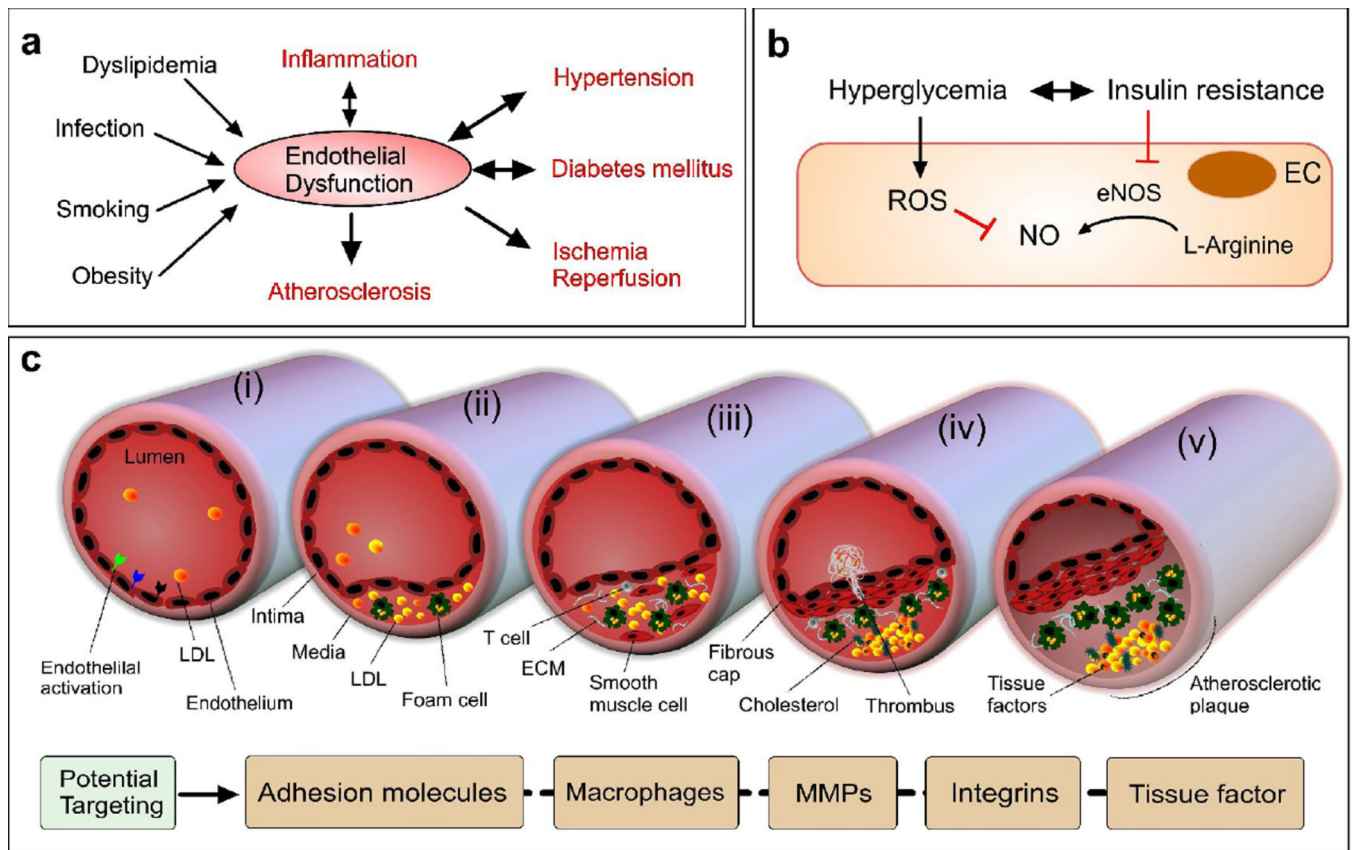 a
Dyslipidemia
Infection
Smoking
Obesity
Inflammation
Endothelial
Dysfunction
Atherosclerosis
Hypertension
Diabetes mellitus
Ischemia
Reperfusion
b
Hyperglycemia
Insulin resistance
ROS
NO
eNOS
L-Arginine
EC
c
(i)
(ii)
(iii)
(iv)
(v)
Lumen
Endothelilal
activation
LDL
Endothelium
Intima
Media
LDL
Foam cell
T cell
ECM
Smooth
muscle cell
Fibrous
cap
Cholesterol
Thrombus
Tissue
factors
Atherosclerotic
plaque
Potential
Targeting
Adhesion molecules
Macrophages
MMPs
Integrins
Tissue factor